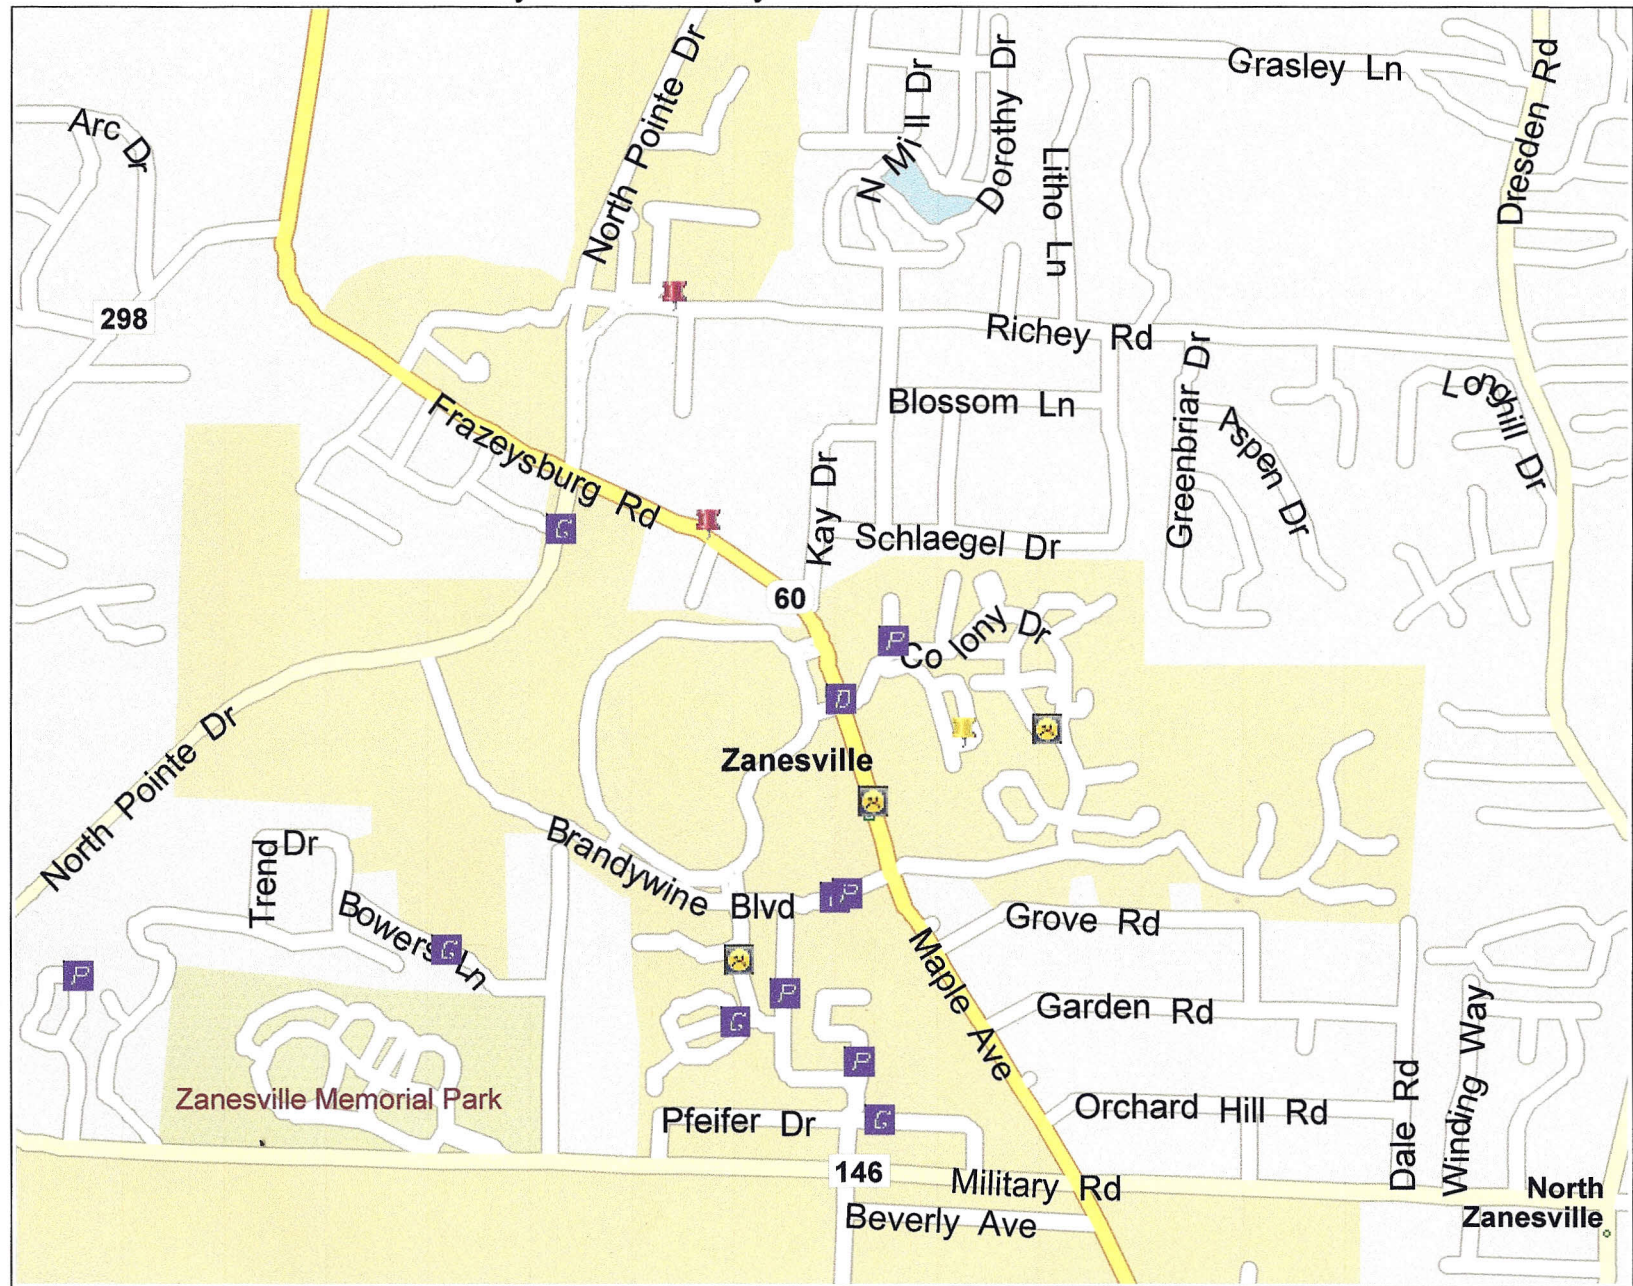 North Pointe Dr
N Mill Dr
Dorothy Dr
Grasley Ln
Dresden Rd
Arc Dr
Litho Ln
298
Richey Rd
Greenbriar Dr
Longhill Dr
Blossom Ln
Aspen Dr
Frazeysburg Rd
Kay Dr
G
Schlaegel Dr
60
P
Colony Dr
D
North Pointe Dr
Zanesville
Trend Dr
Brandywine Blvd
P
Bowers Ln
G
Grove Rd
Maple Ave
P
P
G
Garden Rd
Winding Way
P
Zanesville Memorial Park
Orchard Hill Rd
Dale Rd
Pfeifer Dr
G
146
Military Rd
North
Zanesville
Beverly Ave